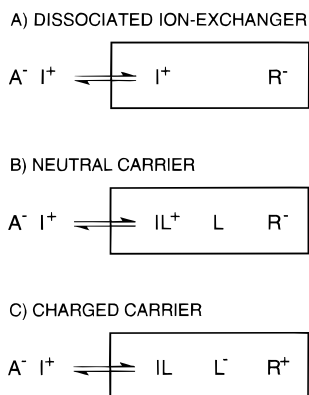 A) DISSOCIATED ION-EXCHANGER
A⁻ I⁺ ⇌ I⁺ R⁻
B) NEUTRAL CARRIER
A⁻ I⁺ ⇌ IL⁺ L R⁻
C) CHARGED CARRIER
A⁻ I⁺ ⇌ IL L⁻ R⁺